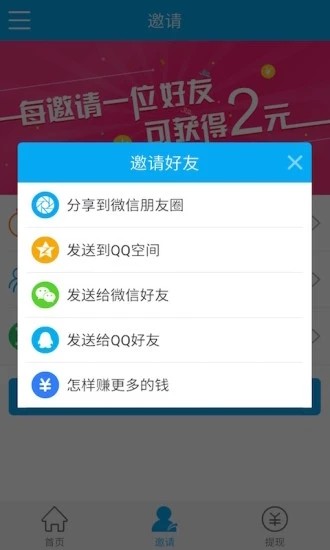 邀请
每邀请一位好友
可获得2元
邀请好友
分享到微信朋友圈
发送到QQ空间
发送给微信好友
发送给QQ好友
怎样赚更多的钱
首页
邀请
提现